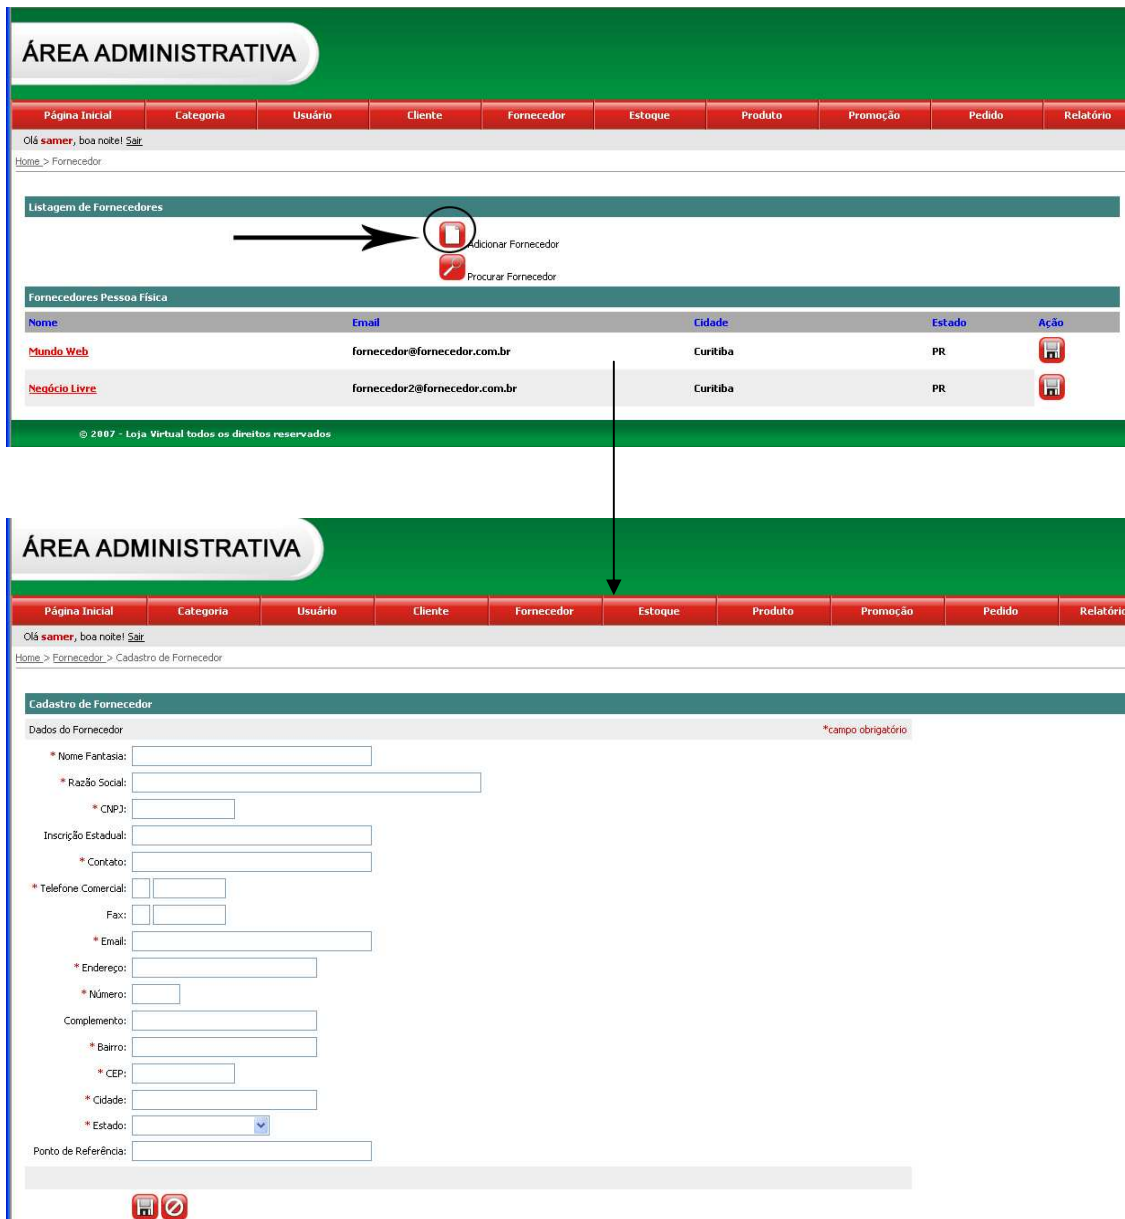 ÁREA ADMINISTRATIVA
Página Inicial Categoria Usuário Cliente Fornecedor Estoque Produto Promoção Pedido Relatório
Olá samer, boa noite! Sair
Home > Fornecedor
Listagem de Fornecedores
Adicionar Fornecedor
Procurar Fornecedor
Fornecedores Pessoa Física
Nome Email Cidade Estado Ação
Mundo Web fornecedor@fornecedor.com.br Curitiba PR
Negócio Livre fornecedor2@fornecedor.com.br Curitiba PR
© 2007 - Loja Virtual todos os direitos reservados
ÁREA ADMINISTRATIVA
Página Inicial Categoria Usuário Cliente Fornecedor Estoque Produto Promoção Pedido Relatório
Olá samer, boa noite! Sair
Home > Fornecedor > Cadastro de Fornecedor
Cadastro de Fornecedor
Dados do Fornecedor *campo obrigatório
* Nome Fantasia:
* Razão Social:
* CNPJ:
Inscrição Estadual:
* Contato:
* Telefone Comercial:
Fax:
* Email:
* Endereço:
* Número:
Complemento:
* Bairro:
* CEP:
* Cidade:
* Estado:
Ponto de Referência: